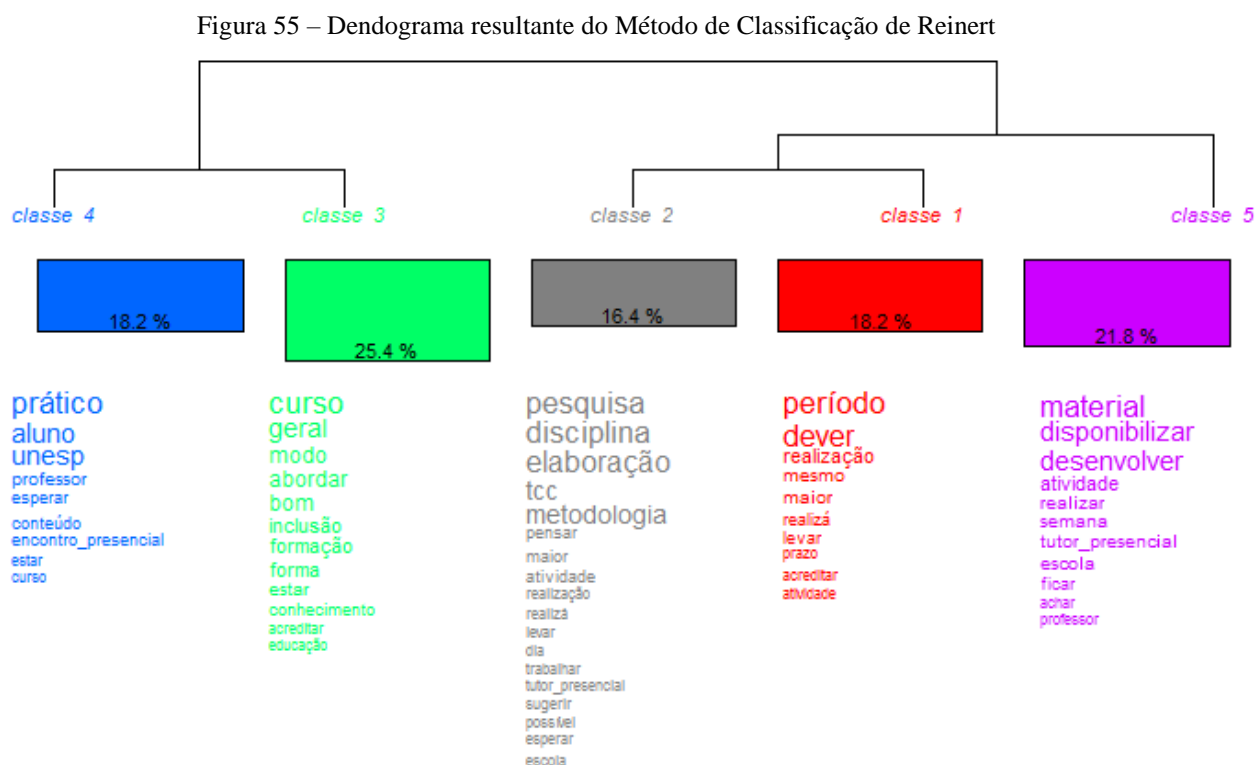 Figura 55 – Dendograma resultante do Método de Classificação de Reinert
classe 4
classe 3
classe 2
classe 1
classe 5
18.2 %
25.4 %
16.4 %
18.2 %
21.8 %
prático
aluno
unesp
professor
esperar
conteúdo
encontro_presencial
estar
curso
curso
geral
modo
abordar
bom
inclusão
formação
forma
estar
conhecimento
acreditar
educação
pesquisa
disciplina
elaboração
tcc
metodologia
pensar
maior
atividade
realização
realizá
levar
dia
trabalhar
tutor_presencial
sugerir
possível
esperar
escola
período
dever
realização
mesmo
maior
realizá
levar
prazo
acreditar
atividade
material
disponibilizar
desenvolver
atividade
realizar
semana
tutor_presencial
escola
ficar
achar
professor